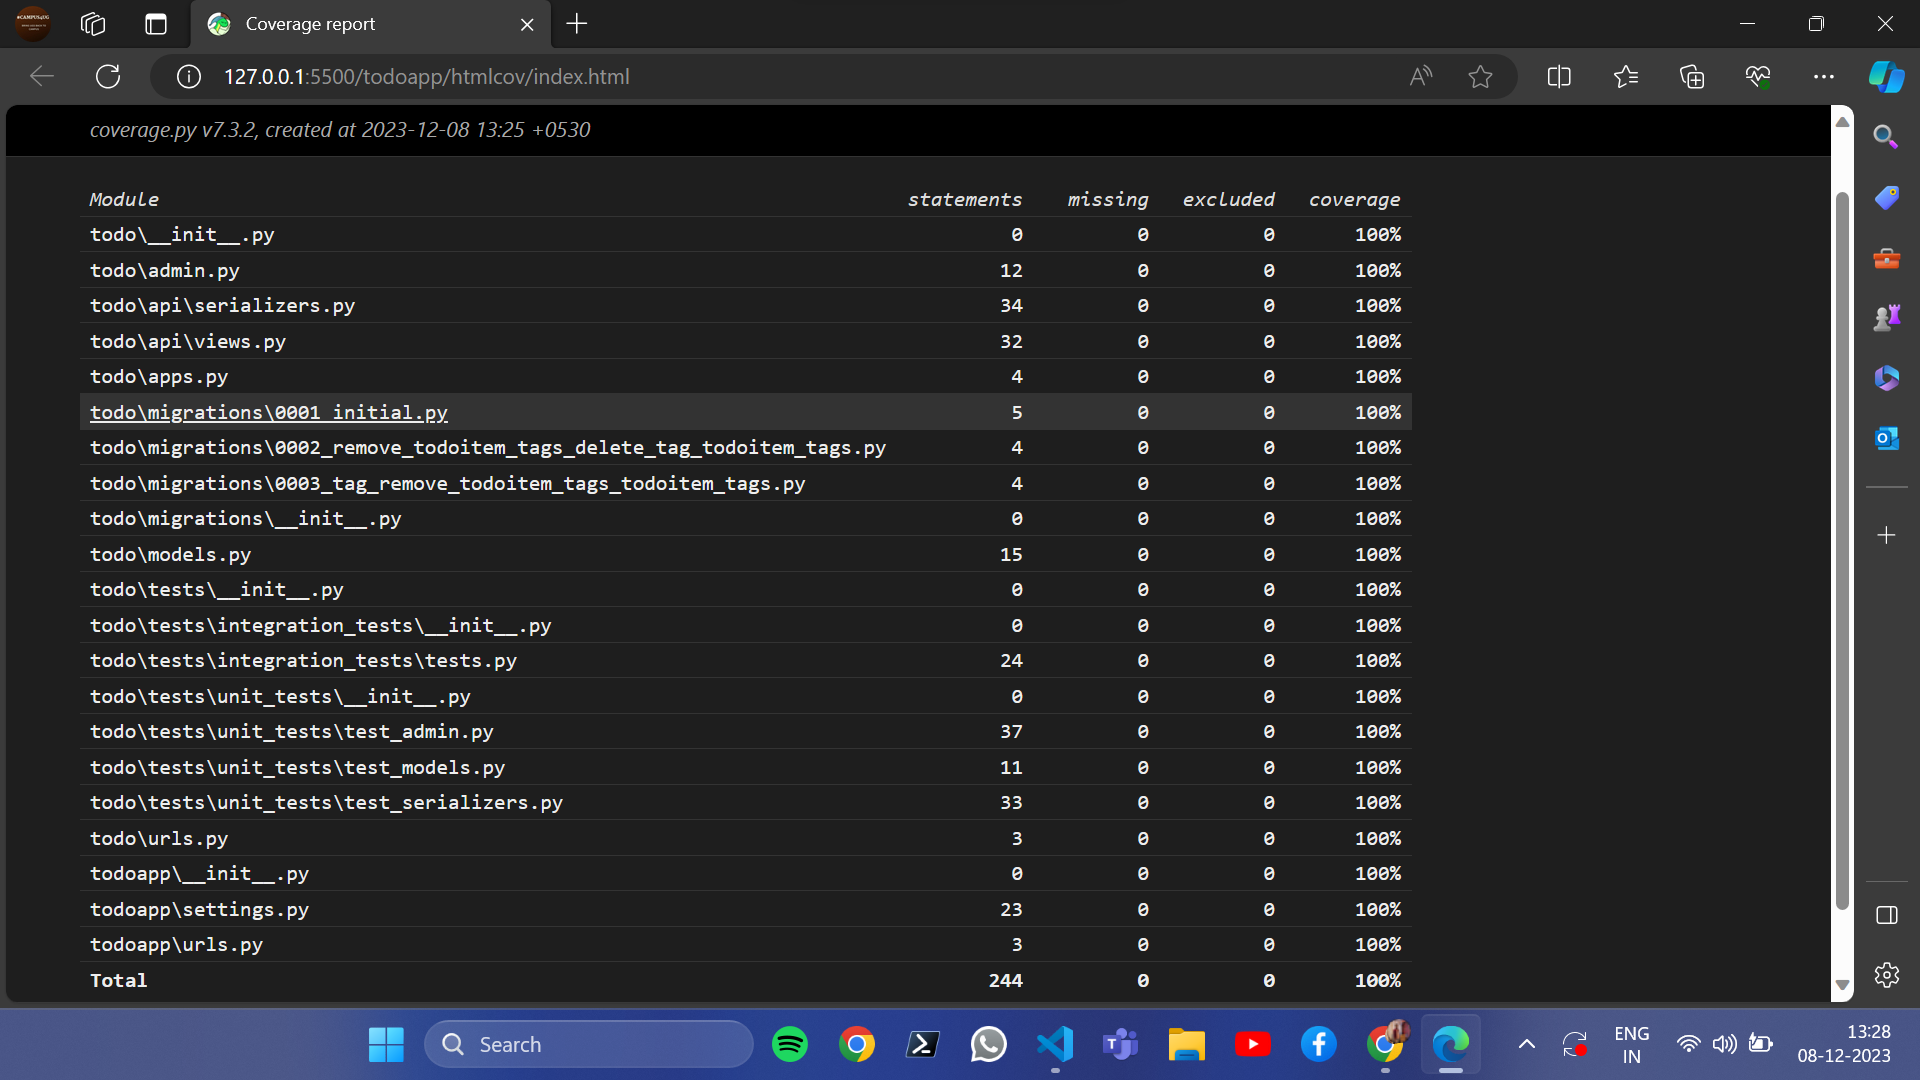 Coverage report
127.0.0.1:5500/todoapp/htmlcov/index.html
coverage.py v7.3.2, created at 2023-12-08 13:25 +0530
Module statements missing excluded coverage
todo\__init__.py 0 0 0 100%
todo\admin.py 12 0 0 100%
todo\api\serializers.py 34 0 0 100%
todo\api\views.py 32 0 0 100%
todo\apps.py 4 0 0 100%
todo\migrations\0001_initial.py 5 0 0 100%
todo\migrations\0002_remove_todoitem_tags_delete_tag_todoitem_tags.py 4 0 0 100%
todo\migrations\0003_tag_remove_todoitem_tags_todoitem_tags.py 4 0 0 100%
todo\migrations\__init__.py 0 0 0 100%
todo\models.py 15 0 0 100%
todo\tests\__init__.py 0 0 0 100%
todo\tests\integration_tests\__init__.py 0 0 0 100%
todo\tests\integration_tests\tests.py 24 0 0 100%
todo\tests\unit_tests\__init__.py 0 0 0 100%
todo\tests\unit_tests\test_admin.py 37 0 0 100%
todo\tests\unit_tests\test_models.py 11 0 0 100%
todo\tests\unit_tests\test_serializers.py 33 0 0 100%
todo\urls.py 3 0 0 100%
todoapp\__init__.py 0 0 0 100%
todoapp\settings.py 23 0 0 100%
todoapp\urls.py 3 0 0 100%
Total 244 0 0 100%
Search
ENG
IN
13:28
08-12-2023